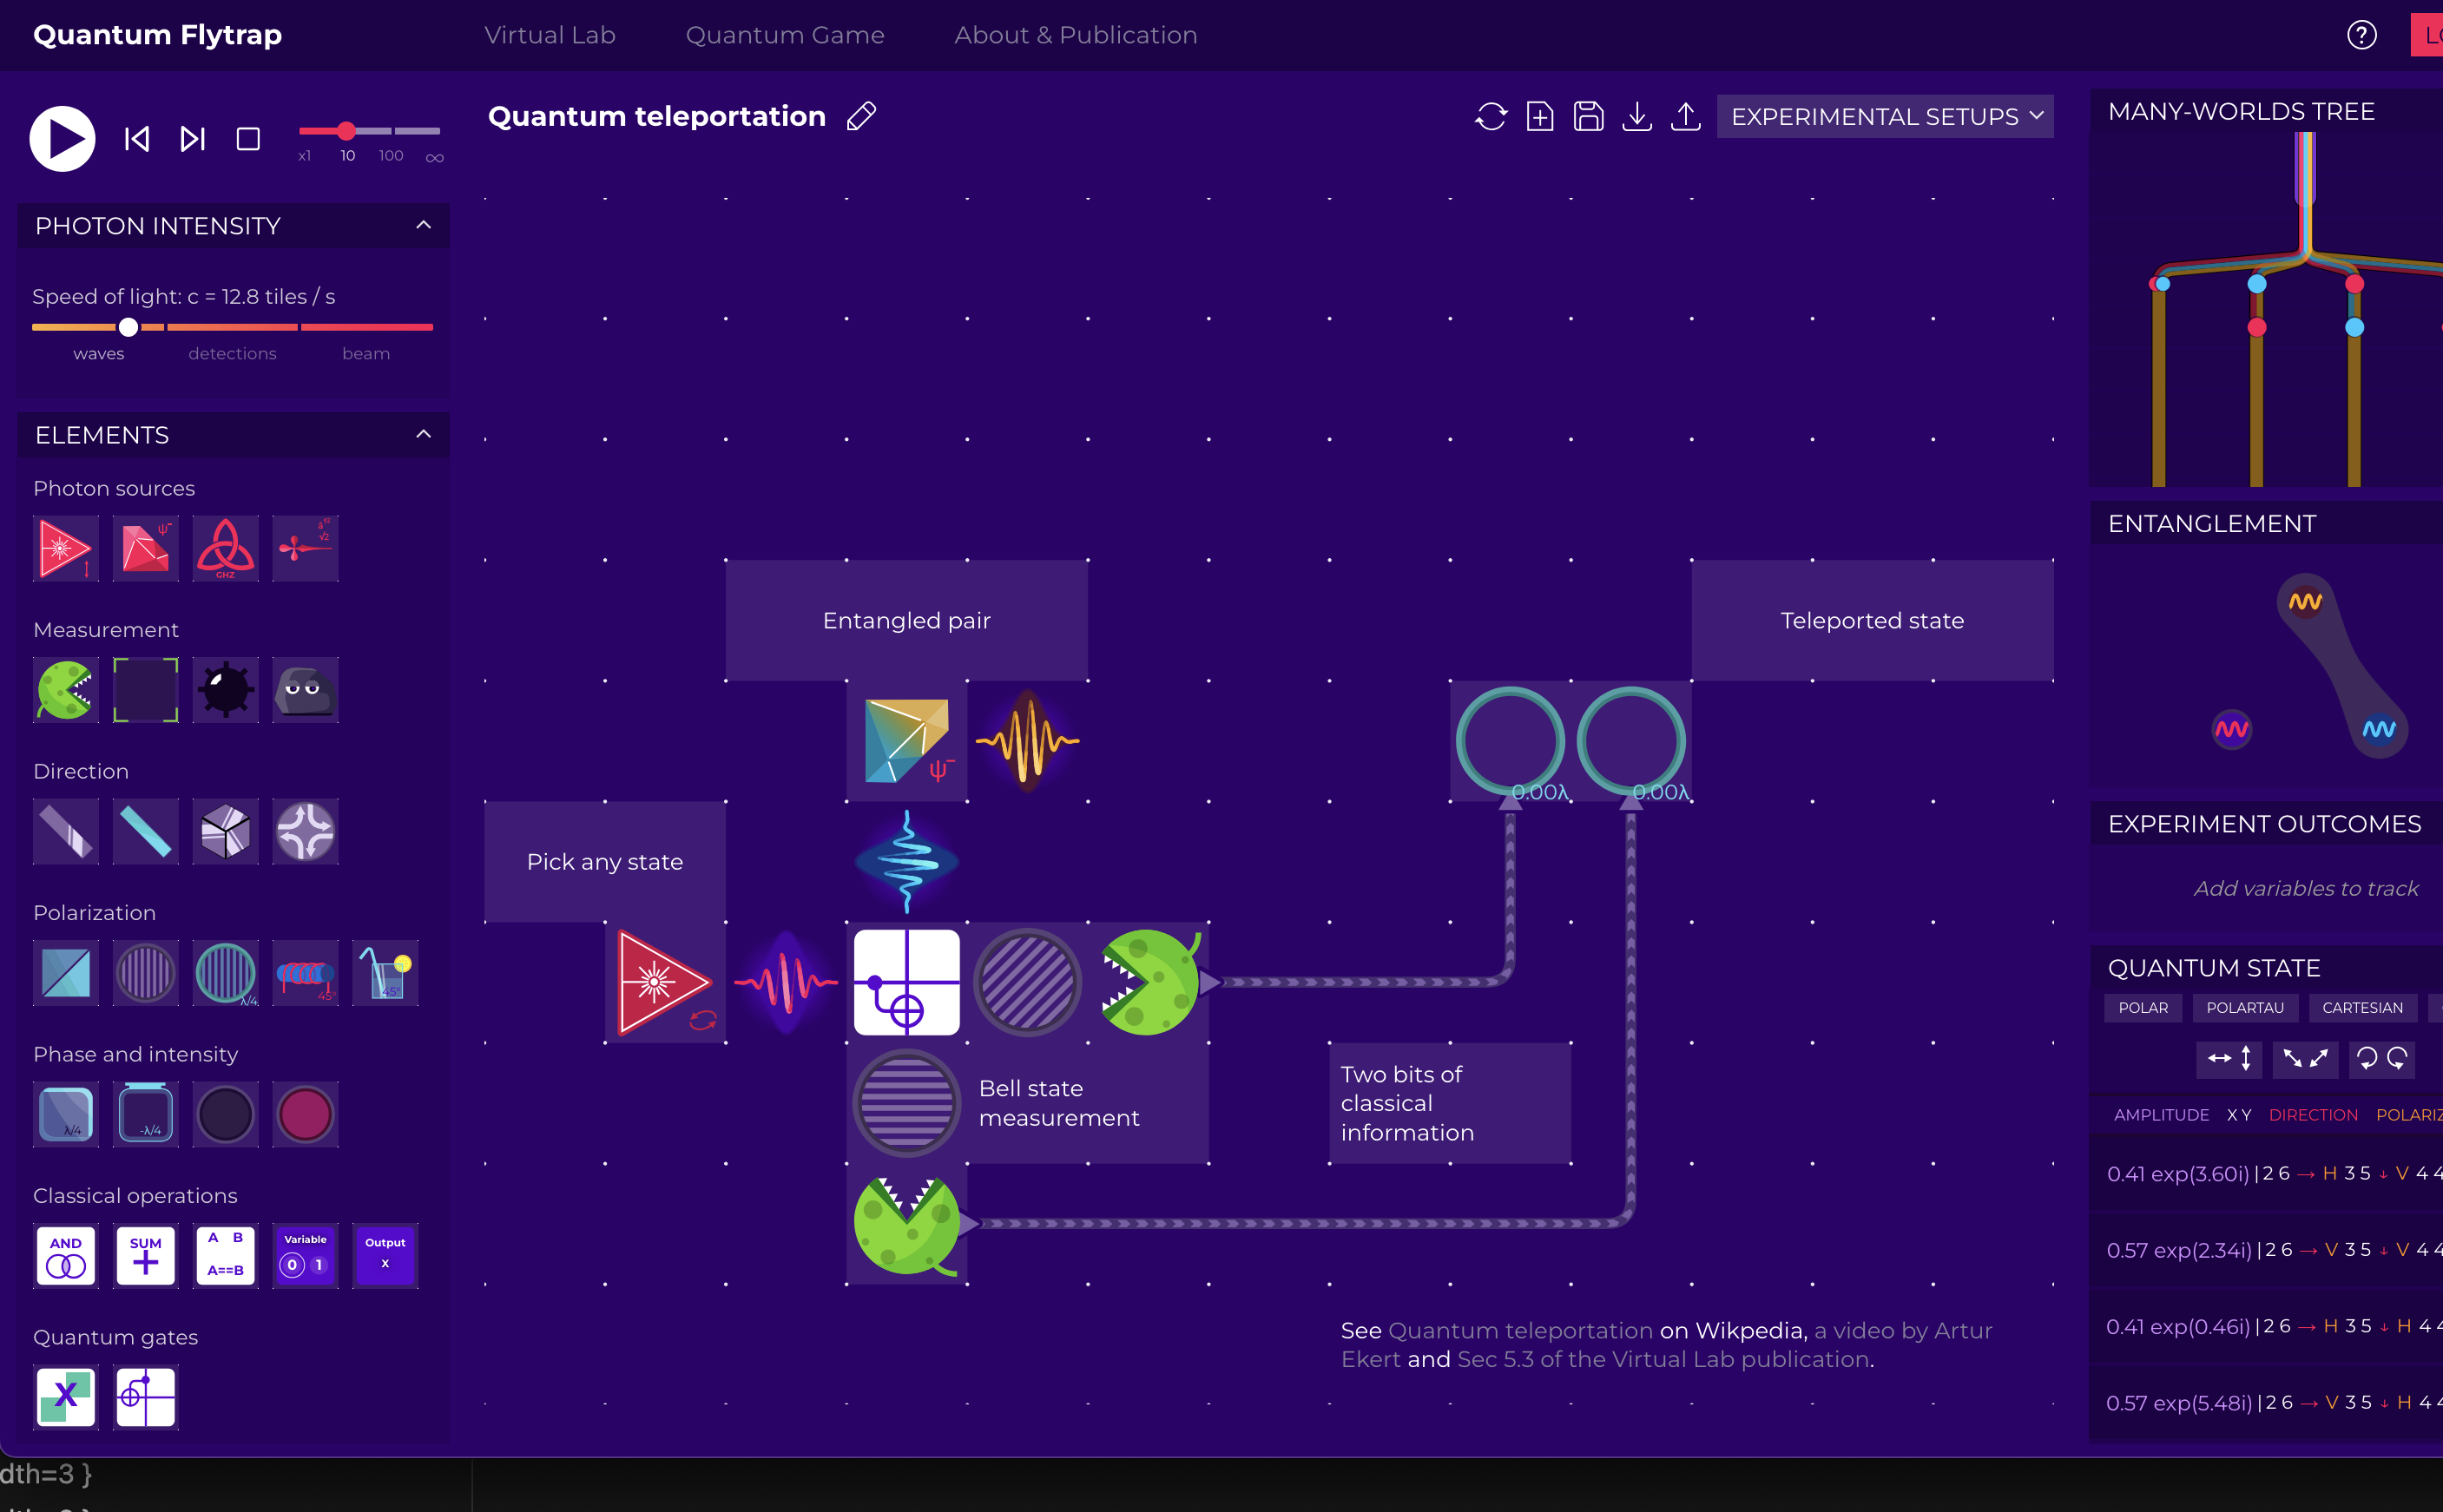 Quantum Flytrap
Virtual Lab
Quantum Game
About & Publication
?
x1
10
100
∞
Quantum teleportation
EXPERIMENTAL SETUPS
PHOTON INTENSITY
Speed of light: c = 12.8 tiles / s
waves
detections
beam
ELEMENTS
Photon sources
ψ⁻
GHZ
Measurement
Direction
Polarization
λ/4
45°
45°
Phase and intensity
λ/4
-λ/4
Classical operations
AND
SUM
+
A B
A==B
Variable
0 1
Output
x
Quantum gates
X
Entangled pair
Teleported state
ψ⁻
0.00λ
0.00λ
Pick any state
Bell state
measurement
Two bits of
classical
information
See Quantum teleportation on Wikpedia, a video by Artur
Ekert and Sec 5.3 of the Virtual Lab publication.
MANY-WORLDS TREE
ENTANGLEMENT
EXPERIMENT OUTCOMES
Add variables to track
QUANTUM STATE
POLAR
POLARTAU
CARTESIAN
↔ ↕
⤡ ⤢
AMPLITUDE X Y DIRECTION
0.41 exp(3.60i) |2 6 → H 3 5 ↓ V 4
0.57 exp(2.34i) |2 6 → V 3 5 ↓ V 4
0.41 exp(0.46i) |2 6 → H 3 5 ↓ H 4
0.57 exp(5.48i) |2 6 → V 3 5 ↓ H 4
dth=3 }